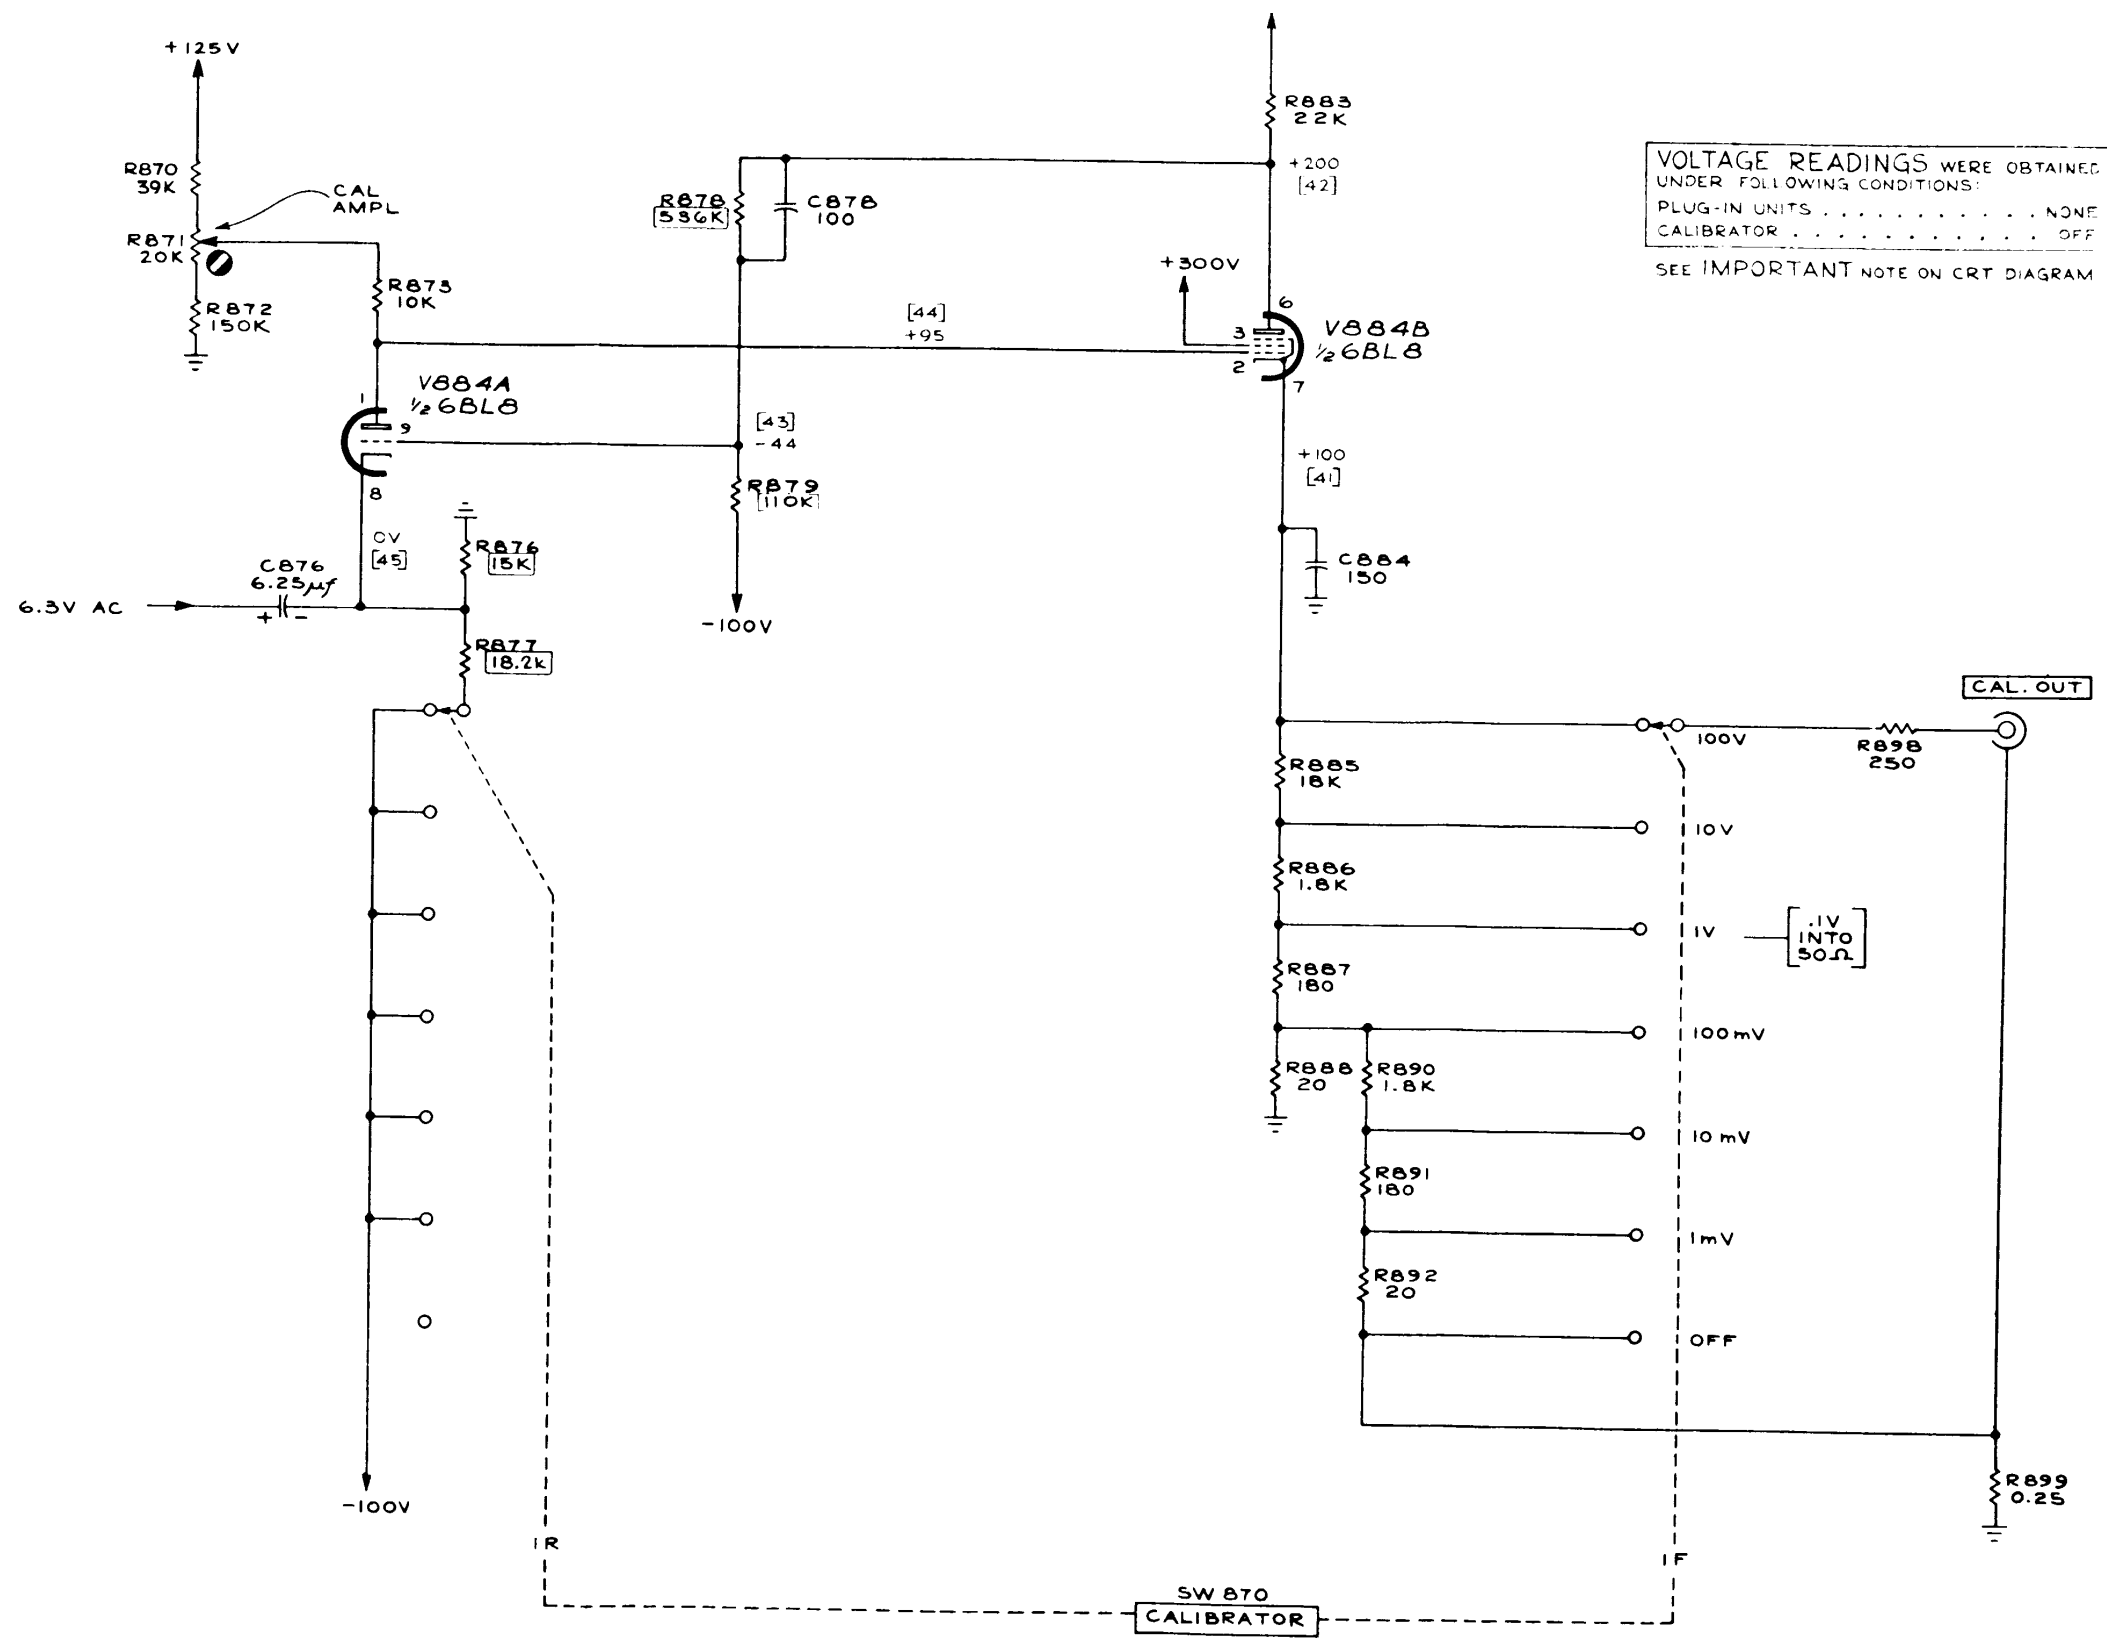 +125V
R870
39K
CAL
AMPL
R871
20K
R872
150K
R873
10K
V884A
½ 6BL8
1
9
8
0V
[45]
C876
6.25µf
+ -
6.3V AC
R876
15K
R877
18.2K
-100V
1R
R878
536K
C878
100
[44]
+95
[43]
-44
R879
110K
-100V
R883
22K
+200
[42]
+300V
6
3
2
7
V884B
½ 6BL8
+100
[41]
C884
150
VOLTAGE READINGS WERE OBTAINED
UNDER FOLLOWING CONDITIONS:
PLUG-IN UNITS . . . . . . . . . . . NONE
CALIBRATOR . . . . . . . . . . . OFF
SEE IMPORTANT NOTE ON CRT DIAGRAM
CAL. OUT
100V
R898
250
R885
18K
10V
R886
1.8K
1V
.1V
INTO
50Ω
R887
180
100mV
R888
20
R890
1.8K
10mV
R891
180
1mV
R892
20
OFF
R899
0.25
1F
SW 870
CALIBRATOR